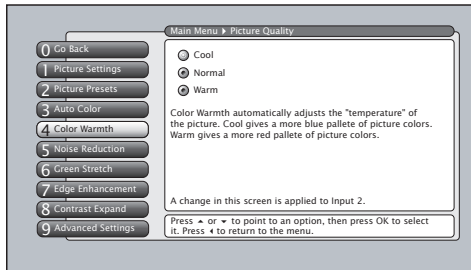 Main Menu ▸ Picture Quality
0 Go Back
1 Picture Settings
2 Picture Presets
3 Auto Color
4 Color Warmth
5 Noise Reduction
6 Green Stretch
7 Edge Enhancement
8 Contrast Expand
9 Advanced Settings
Cool
Normal
Warm
Color Warmth automatically adjusts the "temperature" of
the picture. Cool gives a more blue pallete of picture colors.
Warm gives a more red pallete of picture colors.
A change in this screen is applied to Input 2.
Press ▲ or ▼ to point to an option, then press OK to select
it. Press ◂ to return to the menu.